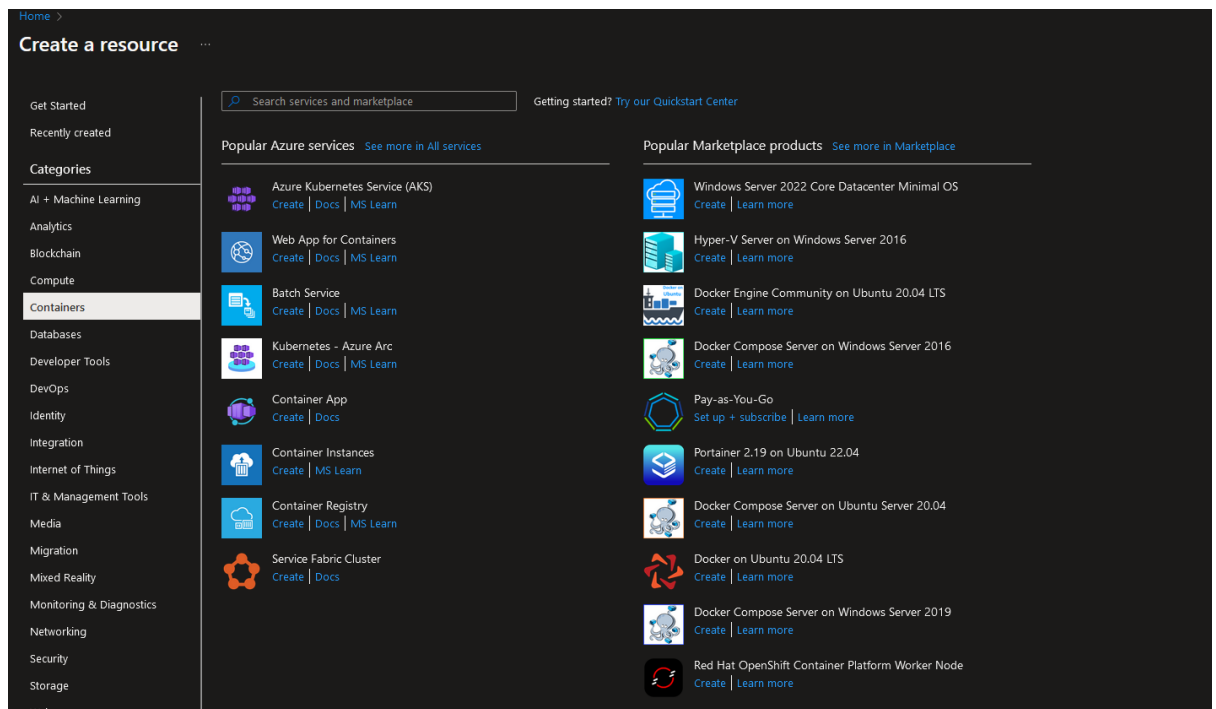 Home >
Create a resource ...
Get Started
Recently created
Categories
AI + Machine Learning
Analytics
Blockchain
Compute
Containers
Databases
Developer Tools
DevOps
Identity
Integration
Internet of Things
IT & Management Tools
Media
Migration
Mixed Reality
Monitoring & Diagnostics
Networking
Security
Storage
Search services and marketplace
Getting started? Try our Quickstart Center
Popular Azure services See more in All services
Azure Kubernetes Service (AKS)
Create | Docs | MS Learn
Web App for Containers
Create | Docs | MS Learn
Batch Service
Create | Docs | MS Learn
Kubernetes - Azure Arc
Create | Docs | MS Learn
Container App
Create | Docs
Container Instances
Create | MS Learn
Container Registry
Create | Docs | MS Learn
Service Fabric Cluster
Create | Docs
Popular Marketplace products See more in Marketplace
Windows Server 2022 Core Datacenter Minimal OS
Create | Learn more
Hyper-V Server on Windows Server 2016
Create | Learn more
Docker Engine Community on Ubuntu 20.04 LTS
Create | Learn more
Docker Compose Server on Windows Server 2016
Create | Learn more
Pay-as-You-Go
Set up + subscribe | Learn more
Portainer 2.19 on Ubuntu 22.04
Create | Learn more
Docker Compose Server on Ubuntu Server 20.04
Create | Learn more
Docker on Ubuntu 20.04 LTS
Create | Learn more
Docker Compose Server on Windows Server 2019
Create | Learn more
Red Hat OpenShift Container Platform Worker Node
Create | Learn more